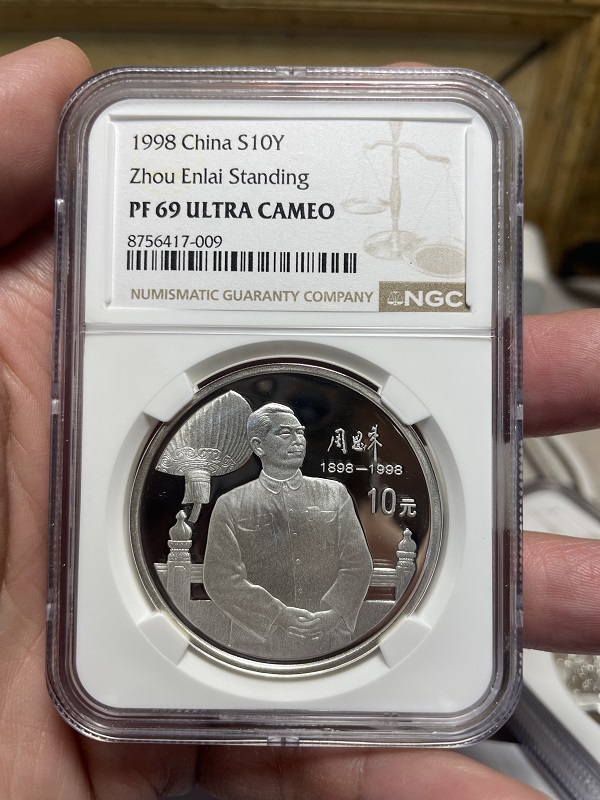 1998 China S10Y
Zhou Enlai Standing
PF 69 ULTRA CAMEO
8756417-009
NUMISMATIC GUARANTY COMPANY NGC
周恩来
1898-1998
10元